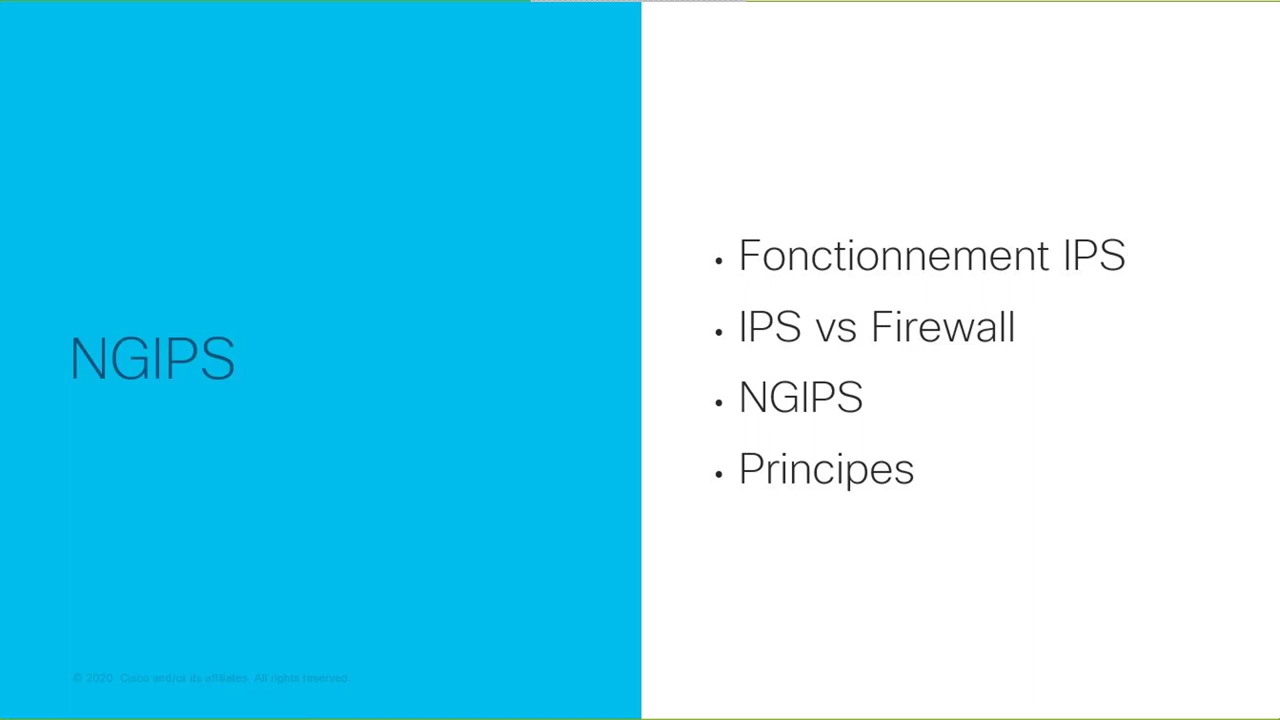 NGIPS
• Fonctionnement IPS
• IPS vs Firewall
• NGIPS
• Principes
© 2020 Cisco and/or its affiliates. All rights reserved.